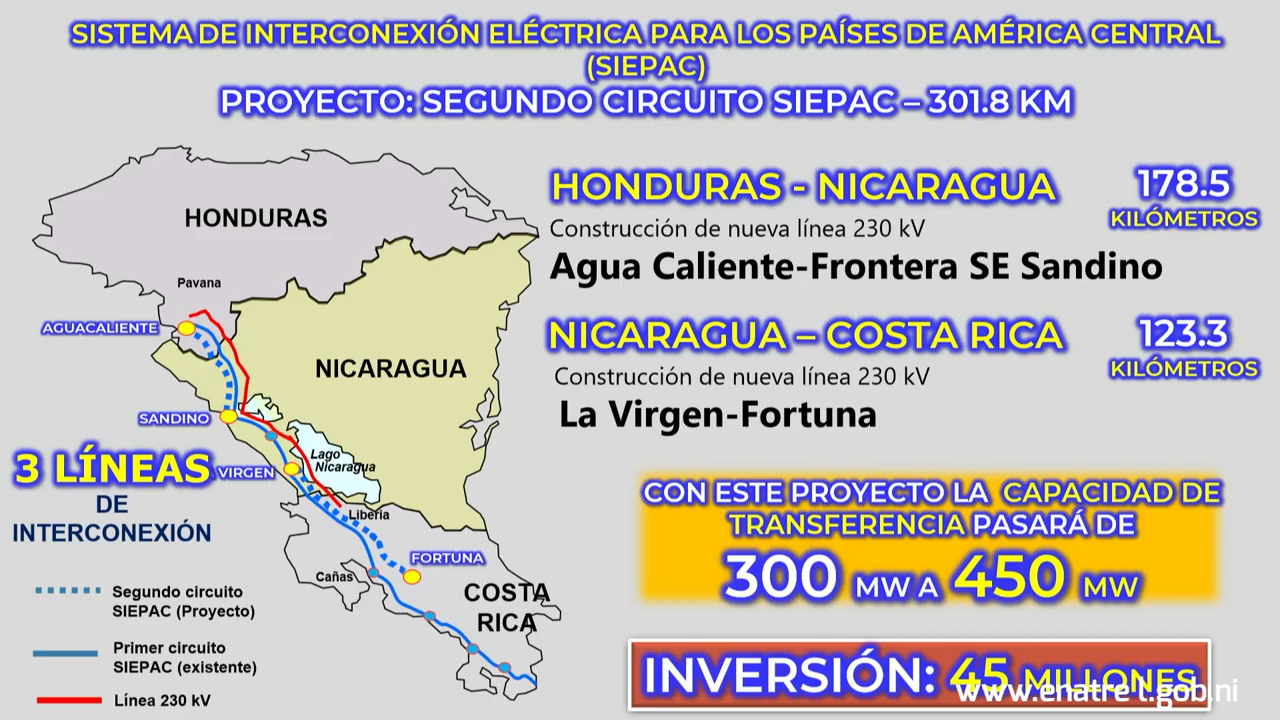 SISTEMA DE INTERCONEXIÓN ELÉCTRICA PARA LOS PAÍSES DE AMÉRICA CENTRAL
(SIEPAC)
PROYECTO: SEGUNDO CIRCUITO SIEPAC – 301.8 KM
HONDURAS - NICARAGUA
178.5
KILÓMETROS
Construcción de nueva línea 230 kV
Agua Caliente-Frontera SE Sandino
NICARAGUA – COSTA RICA
123.3
KILÓMETROS
Construcción de nueva línea 230 kV
La Virgen-Fortuna
HONDURAS
Pavana
AGUACALIENTE
NICARAGUA
SANDINO
Lago
Nicaragua
VIRGEN
Liberia
FORTUNA
Cañas
COSTA
RICA
3 LÍNEAS
DE
INTERCONEXIÓN
Segundo circuito
SIEPAC (Proyecto)
Primer circuito
SIEPAC (existente)
Línea 230 kV
CON ESTE PROYECTO LA CAPACIDAD DE
TRANSFERENCIA PASARÁ DE
300 MW A 450 MW
INVERSIÓN: 45 MILLONES